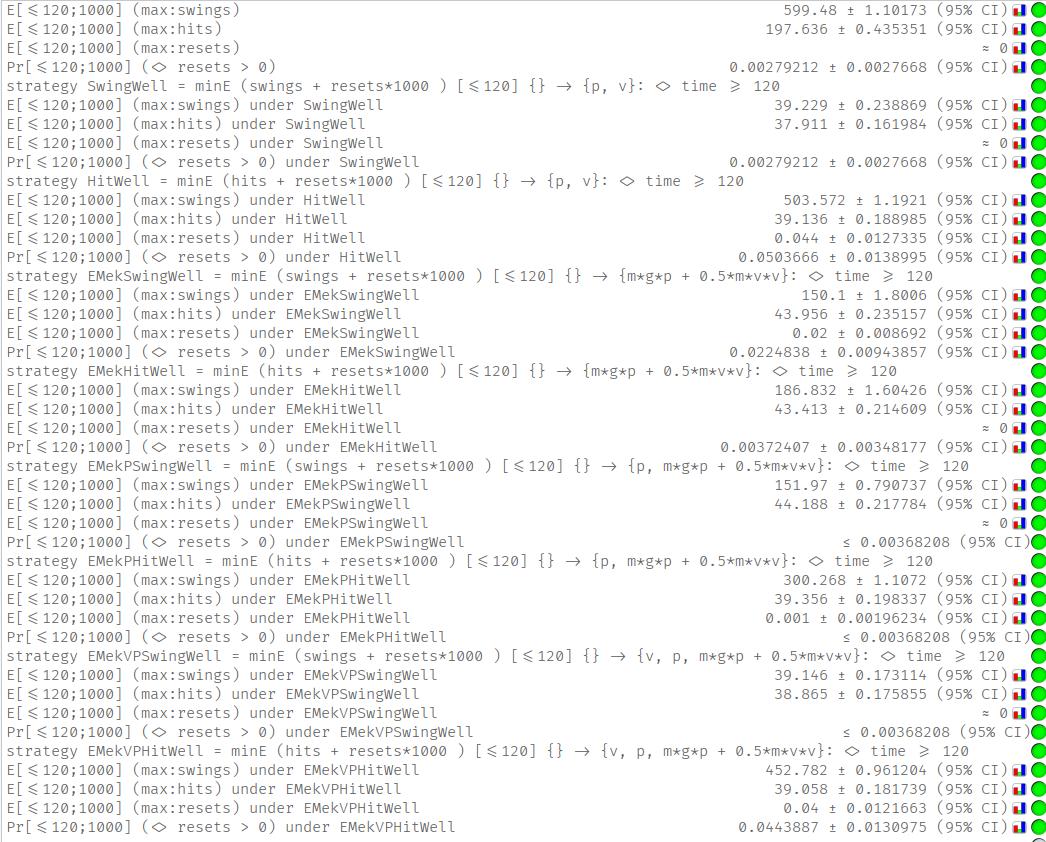 E[≤120;1000] (max:swings) 599.48 ± 1.10173 (95% CI)
E[≤120;1000] (max:hits) 197.636 ± 0.435351 (95% CI)
E[≤120;1000] (max:resets) ≈ 0
Pr[≤120;1000] (<> resets > 0) 0.00279212 ± 0.0027668 (95% CI)
strategy SwingWell = minE (swings + resets*1000 ) [≤120] {} → {p, v}: <> time ≥ 120
E[≤120;1000] (max:swings) under SwingWell 39.229 ± 0.238869 (95% CI)
E[≤120;1000] (max:hits) under SwingWell 37.911 ± 0.161984 (95% CI)
E[≤120;1000] (max:resets) under SwingWell ≈ 0
Pr[≤120;1000] (<> resets > 0) under SwingWell 0.00279212 ± 0.0027668 (95% CI)
strategy HitWell = minE (hits + resets*1000 ) [≤120] {} → {p, v}: <> time ≥ 120
E[≤120;1000] (max:swings) under HitWell 503.572 ± 1.1921 (95% CI)
E[≤120;1000] (max:hits) under HitWell 39.136 ± 0.188985 (95% CI)
E[≤120;1000] (max:resets) under HitWell 0.044 ± 0.0127335 (95% CI)
Pr[≤120;1000] (<> resets > 0) under HitWell 0.0503666 ± 0.0138995 (95% CI)
strategy EMekSwingWell = minE (swings + resets*1000 ) [≤120] {} → {m*g*p + 0.5*m*v*v}: <> time ≥ 120
E[≤120;1000] (max:swings) under EMekSwingWell 150.1 ± 1.8006 (95% CI)
E[≤120;1000] (max:hits) under EMekSwingWell 43.956 ± 0.235157 (95% CI)
E[≤120;1000] (max:resets) under EMekSwingWell 0.02 ± 0.008692 (95% CI)
Pr[≤120;1000] (<> resets > 0) under EMekSwingWell 0.0224838 ± 0.00943857 (95% CI)
strategy EMekHitWell = minE (hits + resets*1000 ) [≤120] {} → {m*g*p + 0.5*m*v*v}: <> time ≥ 120
E[≤120;1000] (max:swings) under EMekHitWell 186.832 ± 1.60426 (95% CI)
E[≤120;1000] (max:hits) under EMekHitWell 43.413 ± 0.214609 (95% CI)
E[≤120;1000] (max:resets) under EMekHitWell ≈ 0
Pr[≤120;1000] (<> resets > 0) under EMekHitWell 0.00372407 ± 0.00348177 (95% CI)
strategy EMekPSwingWell = minE (swings + resets*1000 ) [≤120] {} → {p, m*g*p + 0.5*m*v*v}: <> time ≥ 120
E[≤120;1000] (max:swings) under EMekPSwingWell 151.97 ± 0.790737 (95% CI)
E[≤120;1000] (max:hits) under EMekPSwingWell 44.188 ± 0.217784 (95% CI)
E[≤120;1000] (max:resets) under EMekPSwingWell ≈ 0
Pr[≤120;1000] (<> resets > 0) under EMekPSwingWell ≤ 0.00368208 (95% CI)
strategy EMekPHitWell = minE (hits + resets*1000 ) [≤120] {} → {p, m*g*p + 0.5*m*v*v}: <> time ≥ 120
E[≤120;1000] (max:swings) under EMekPHitWell 300.268 ± 1.1072 (95% CI)
E[≤120;1000] (max:hits) under EMekPHitWell 39.356 ± 0.198337 (95% CI)
E[≤120;1000] (max:resets) under EMekPHitWell 0.001 ± 0.00196234 (95% CI)
Pr[≤120;1000] (<> resets > 0) under EMekPHitWell ≤ 0.00368208 (95% CI)
strategy EMekVPSwingWell = minE (swings + resets*1000 ) [≤120] {} → {v, p, m*g*p + 0.5*m*v*v}: <> time ≥ 120
E[≤120;1000] (max:swings) under EMekVPSwingWell 39.146 ± 0.173114 (95% CI)
E[≤120;1000] (max:hits) under EMekVPSwingWell 38.865 ± 0.175855 (95% CI)
E[≤120;1000] (max:resets) under EMekVPSwingWell ≈ 0
Pr[≤120;1000] (<> resets > 0) under EMekVPSwingWell ≤ 0.00368208 (95% CI)
strategy EMekVPHitWell = minE (hits + resets*1000 ) [≤120] {} → {v, p, m*g*p + 0.5*m*v*v}: <> time ≥ 120
E[≤120;1000] (max:swings) under EMekVPHitWell 452.782 ± 0.961204 (95% CI)
E[≤120;1000] (max:hits) under EMekVPHitWell 39.058 ± 0.181739 (95% CI)
E[≤120;1000] (max:resets) under EMekVPHitWell 0.04 ± 0.0121663 (95% CI)
Pr[≤120;1000] (<> resets > 0) under EMekVPHitWell 0.0443887 ± 0.0130975 (95% CI)